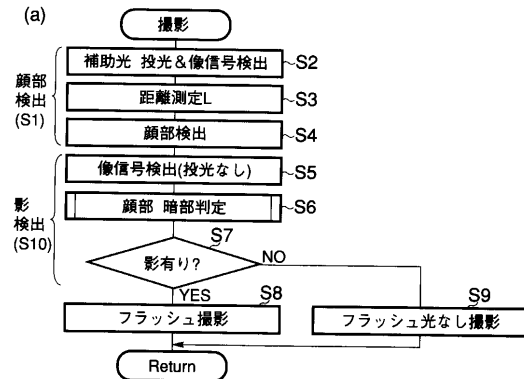 (a)
撮影
補助光 投光&像信号検出
S2
顔部
検出
(S1)
距離測定L
S3
顔部検出
S4
像信号検出(投光なし)
S5
影
検出
(S10)
顔部 暗部判定
S6
S7
影有り?
NO
YES
S8
フラッシュ撮影
S9
フラッシュ光なし撮影
Return